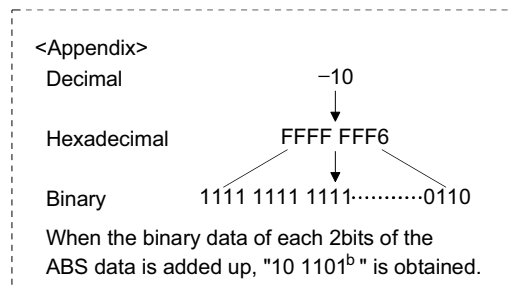 <Appendix>
Decimal −10
Hexadecimal FFFF FFF6
Binary 1111 1111 1111···········0110
When the binary data of each 2bits of the
ABS data is added up, "10 1101ᵇ " is obtained.